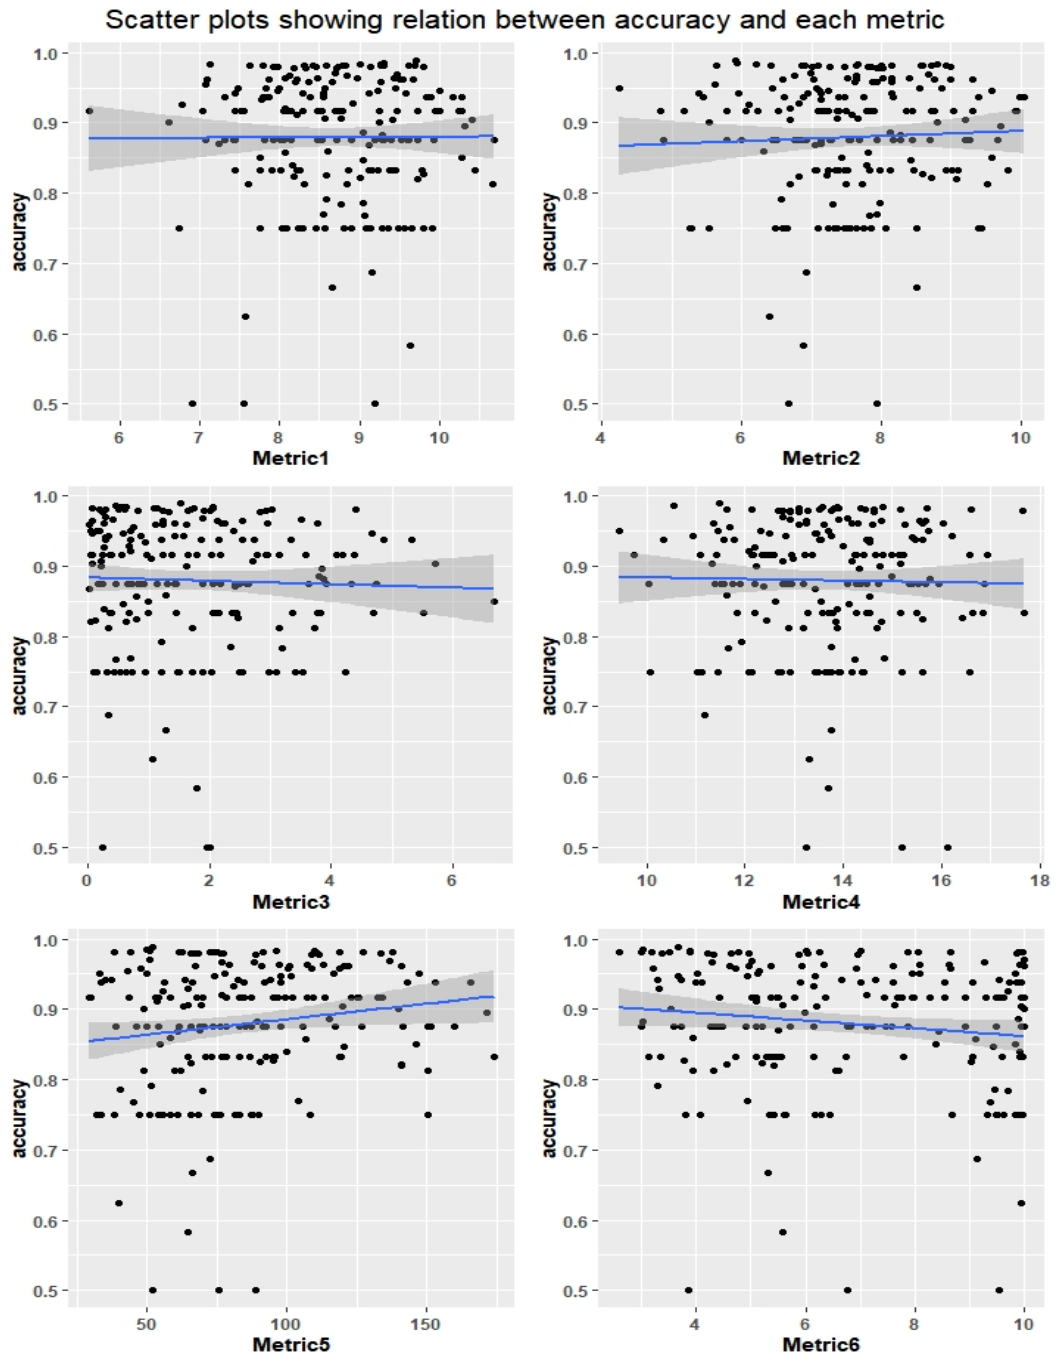 Scatter plots showing relation between accuracy and each metric
1.0
0.9
0.8
0.7
0.6
0.5
accuracy
6 7 8 9 10
Metric1
1.0
0.9
0.8
0.7
0.6
0.5
accuracy
4 6 8 10
Metric2
1.0
0.9
0.8
0.7
0.6
0.5
accuracy
0 2 4 6
Metric3
1.0
0.9
0.8
0.7
0.6
0.5
accuracy
10 12 14 16 18
Metric4
1.0
0.9
0.8
0.7
0.6
0.5
accuracy
50 100 150
Metric5
1.0
0.9
0.8
0.7
0.6
0.5
accuracy
4 6 8 10
Metric6